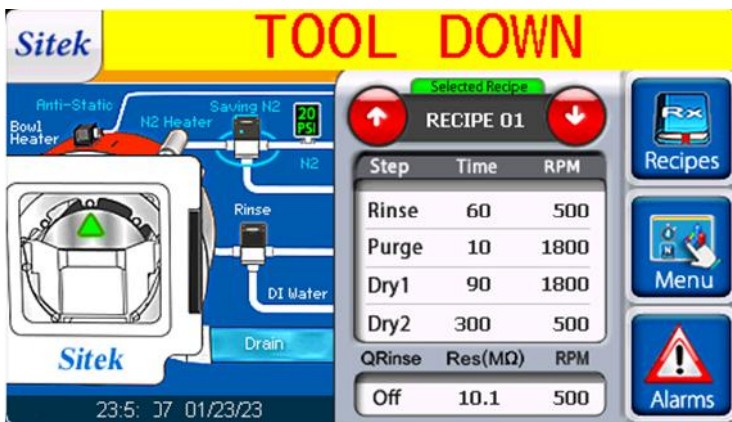 Sitek
TOOL DOWN
Anti-Static
Saving N2
20
PSI
Bowl
Heater
N2 Heater
N2
Rinse
DI Water
Drain
Sitek
01/23/23
Selected Recipe
RECIPE 01
Step Time RPM
Rinse 60 500
Purge 10 1800
Dry1 90 1800
Dry2 300 500
QRinse Res(MΩ) RPM
Off 10.1 500
Rx
Recipes
N
Menu
Alarms